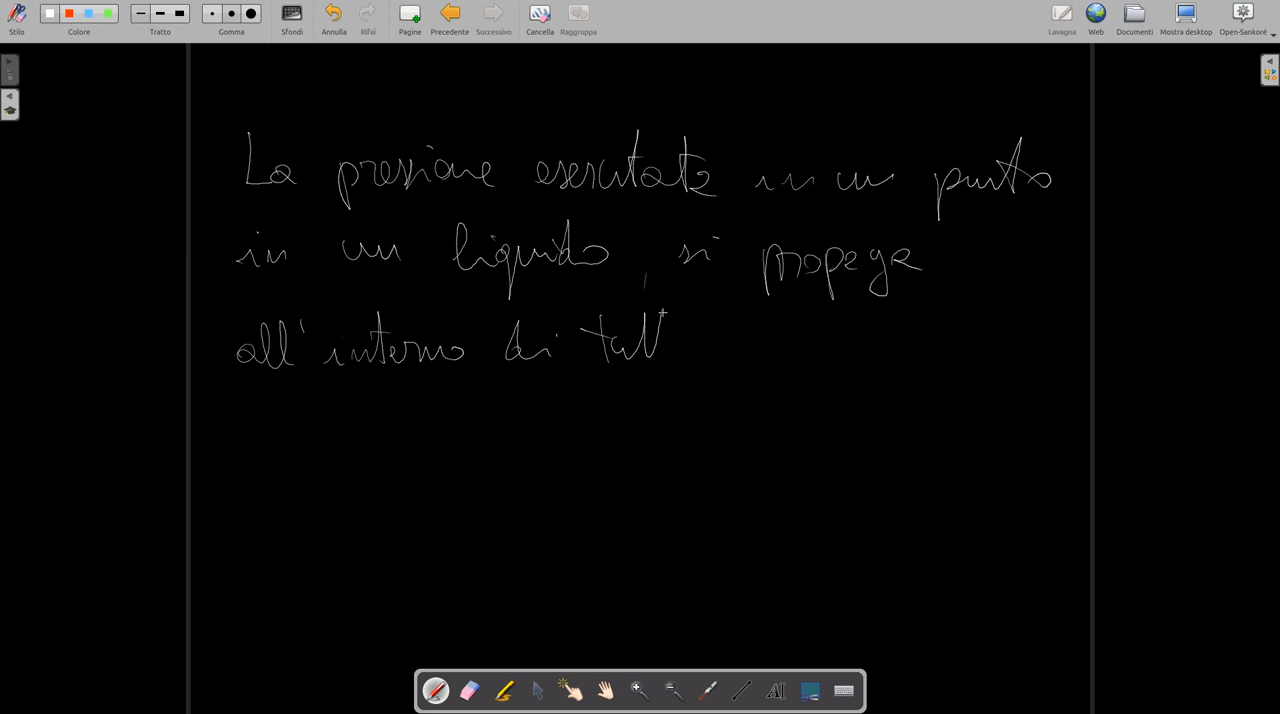 Stilo Colore Tratto Gomma Sfondi Annulla Rifai Pagine Precedente Successivo Cancella Raggruppa Lavagna Web Documenti Mostra desktop Open-Sankoré
La pressione esercitata in un punto
in un liquido si propaga
all'interno di tutt
AI